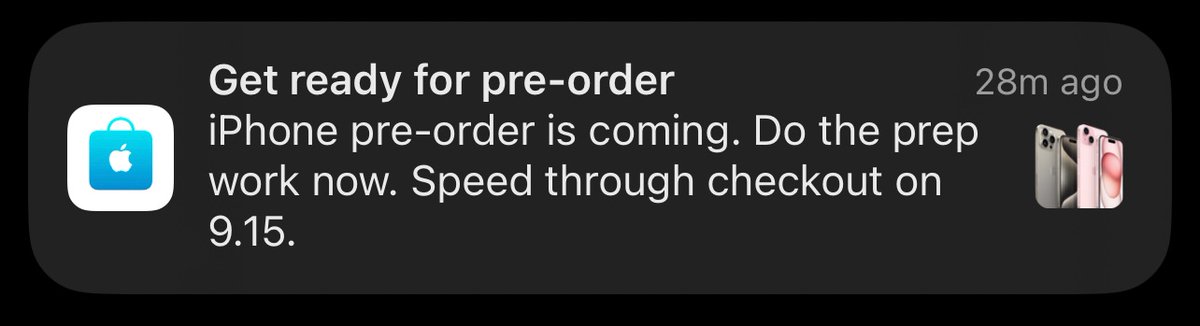 Get ready for pre-order
28m ago
iPhone pre-order is coming. Do the prep
work now. Speed through checkout on
9.15.